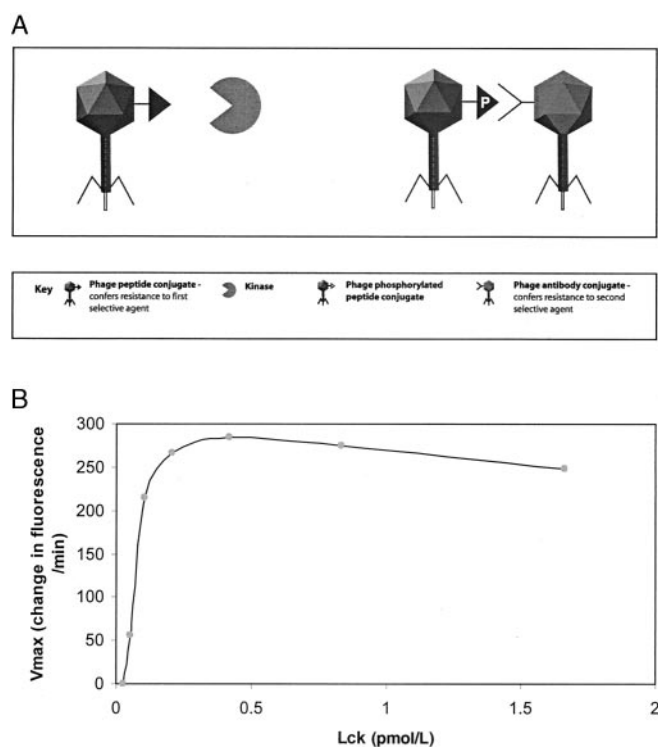 A
P
Key
Phage peptide conjugate -
confers resistance to first
selective agent
Kinase
Phage phosphorylated
peptide conjugate
Phage antibody conjugate -
confers resistance to second
selective agent
B
Vmax (change in fluorescence
/min)
300
250
200
150
100
50
0
0
0.5
1
1.5
2
Lck (pmol/L)